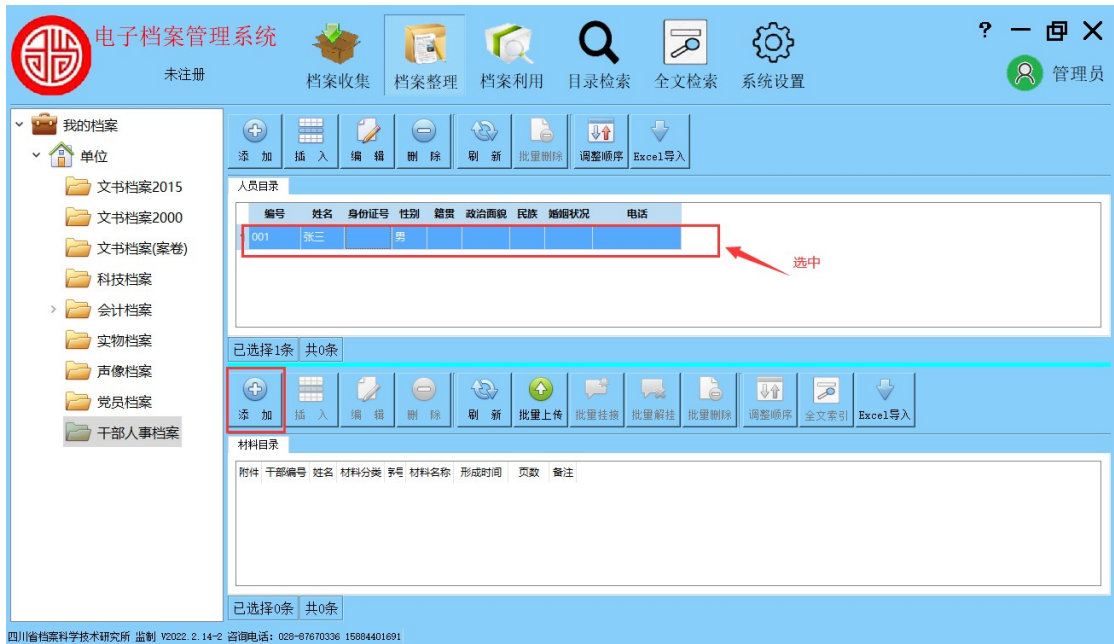 电子档案管理系统
未注册
档案收集 档案整理 档案利用 目录检索 全文检索 系统设置
?
管理员
我的档案
单位
文书档案2015
文书档案2000
文书档案(案卷)
科技档案
会计档案
实物档案
声像档案
党员档案
干部人事档案
添 加 插 入 编 辑 删 除 刷 新 批量删除 调整顺序 Excel导入
人员目录
编号 姓名 身份证号 性别 籍贯 政治面貌 民族 婚姻状况 电话
001 张三 男
选中
已选择1条 共0条
添 加 插 入 编 辑 删 除 刷 新 批量上传 批量挂接 批量解挂 批量删除 调整顺序 全文索引 Excel导入
材料目录
附件 干部编号 姓名 材料分类 材料名称 形成时间 页数 备注
已选择0条 共0条
四川省档案科学技术研究所 监制 V2022.2.14-2 咨询电话: 028-87670336 15884401691